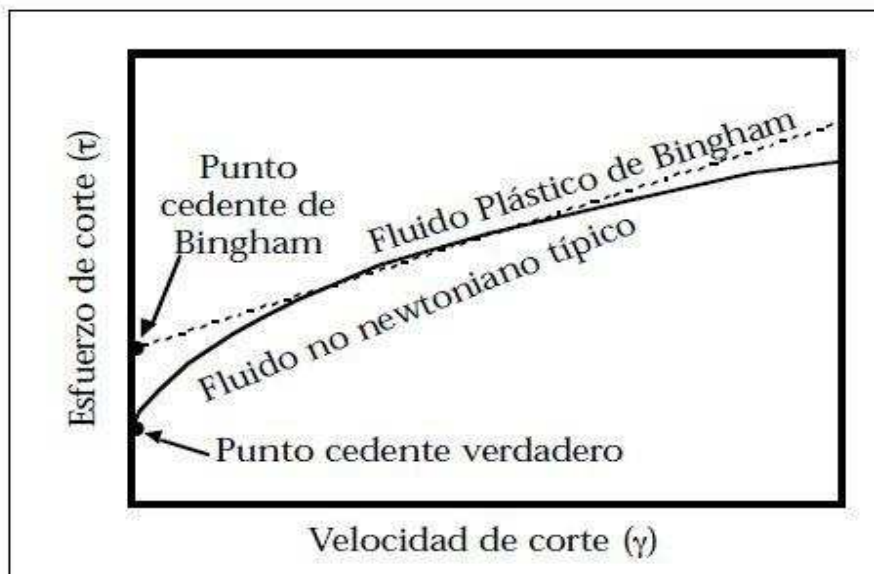 Esfuerzo de corte (τ)
Punto
cedente de
Bingham
Fluido Plástico de Bingham
Fluido no newtoniano típico
Punto cedente verdadero
Velocidad de corte (γ)